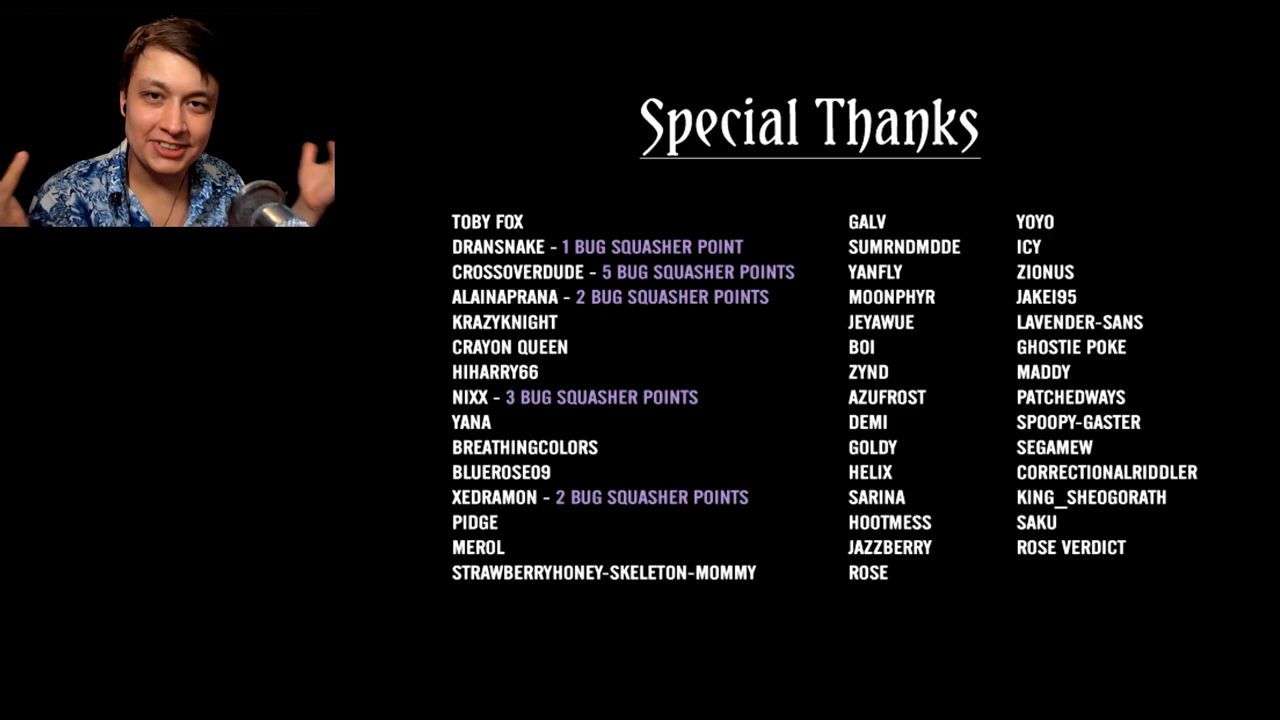 Special Thanks
TOBY FOX
DRANSNAKE - 1 BUG SQUASHER POINT
CROSSOVERDUDE - 5 BUG SQUASHER POINTS
ALAINAPRANA - 2 BUG SQUASHER POINTS
KRAZYKNIGHT
CRAYON QUEEN
HIHARRY66
NIXX - 3 BUG SQUASHER POINTS
YANA
BREATHINGCOLORS
BLUEROSE09
XEDRAMON - 2 BUG SQUASHER POINTS
PIDGE
MEROL
STRAWBERRYHONEY-SKELETON-MOMMY
GALV
SUMRNDMDDE
YANFLY
MOONPHYR
JEYAWUE
BOI
ZYND
AZUFROST
DEMI
GOLDY
HELIX
SARINA
HOOTMESS
JAZZBERRY
ROSE
YOYO
ICY
ZIONUS
JAKEI95
LAVENDER-SANS
GHOSTIE POKE
MADDY
PATCHEDWAYS
SPOOPY-GASTER
SEGAMEW
CORRECTIONALRIDDLER
KING_SHEOGORATH
SAKU
ROSE VERDICT